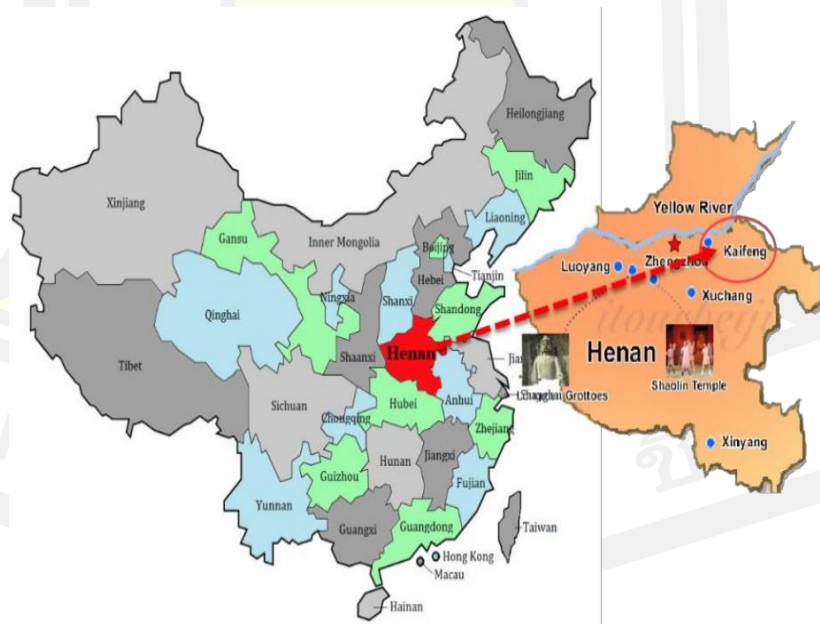 Heilongjiang
Jilin
Xinjiang
Liaoning
Gansu
Inner Mongolia
Beijing
Tianjin
Hebei
Ningxia
Shanxi
Qinghai
Shandong
Shaanxi
Henan
Tibet
Sichuan
Hubei
Anhui
Chongqing
Zhejiang
Hunan
Jiangxi
Guizhou
Fujian
Yunnan
Guangxi
Guangdong
Taiwan
Hong Kong
Macau
Hainan
Yellow River
Kaifeng
Luoyang
Zhengzhou
Xuchang
Henan
Shaolin Temple
Grottoes
Xinyang